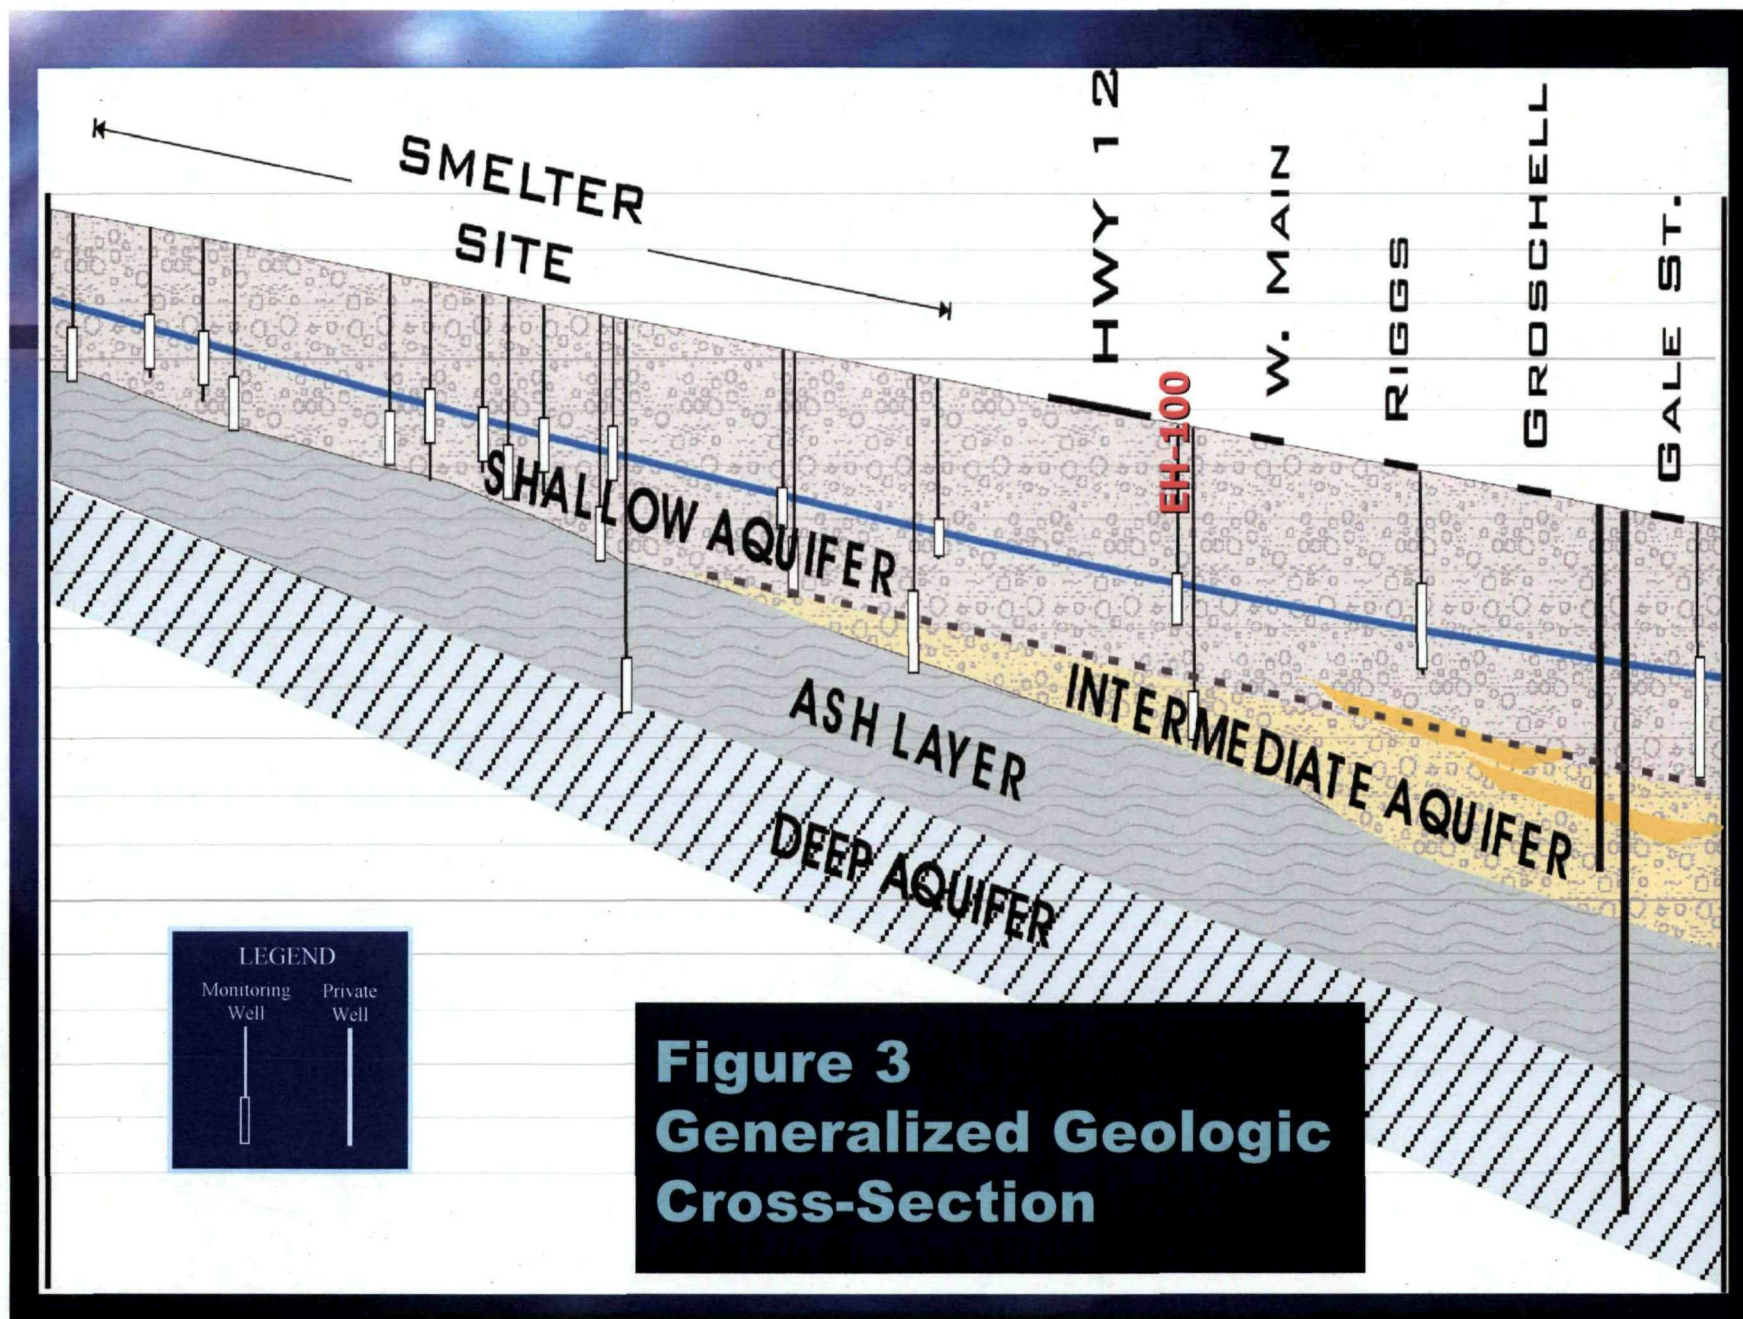 SMELTER
SITE
HWY 12
EH-100
W. MAIN
RIGGS
GROSCHELL
GALE ST.
SHALLOW AQUIFER
INTERMEDIATE AQUIFER
ASH LAYER
DEEP AQUIFER
LEGEND
Monitoring
Well
Private
Well
Figure 3
Generalized Geologic
Cross-Section